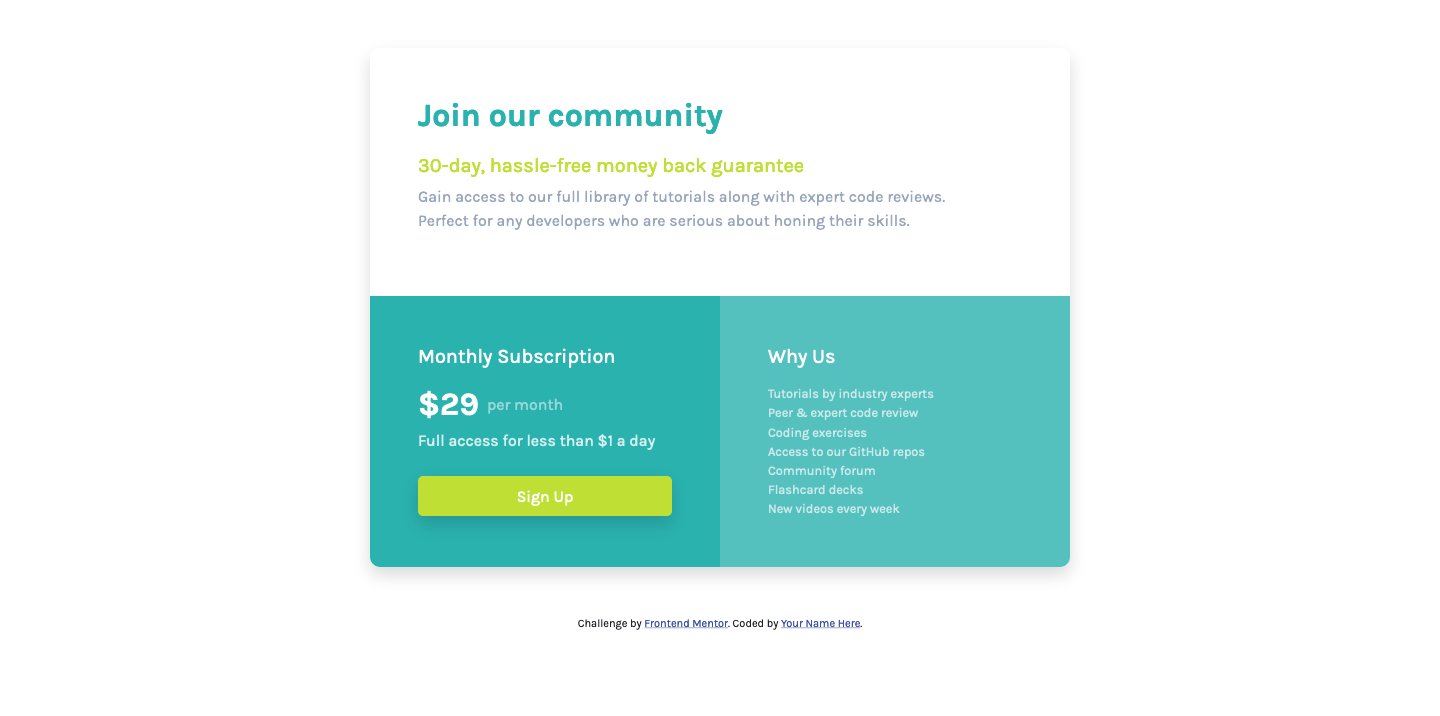 Join our community
30-day, hassle-free money back guarantee
Gain access to our full library of tutorials along with expert code reviews.
Perfect for any developers who are serious about honing their skills.
Monthly Subscription
$29 per month
Full access for less than $1 a day
Sign Up
Why Us
Tutorials by industry experts
Peer & expert code review
Coding exercises
Access to our GitHub repos
Community forum
Flashcard decks
New videos every week
Challenge by Frontend Mentor. Coded by Your Name Here.